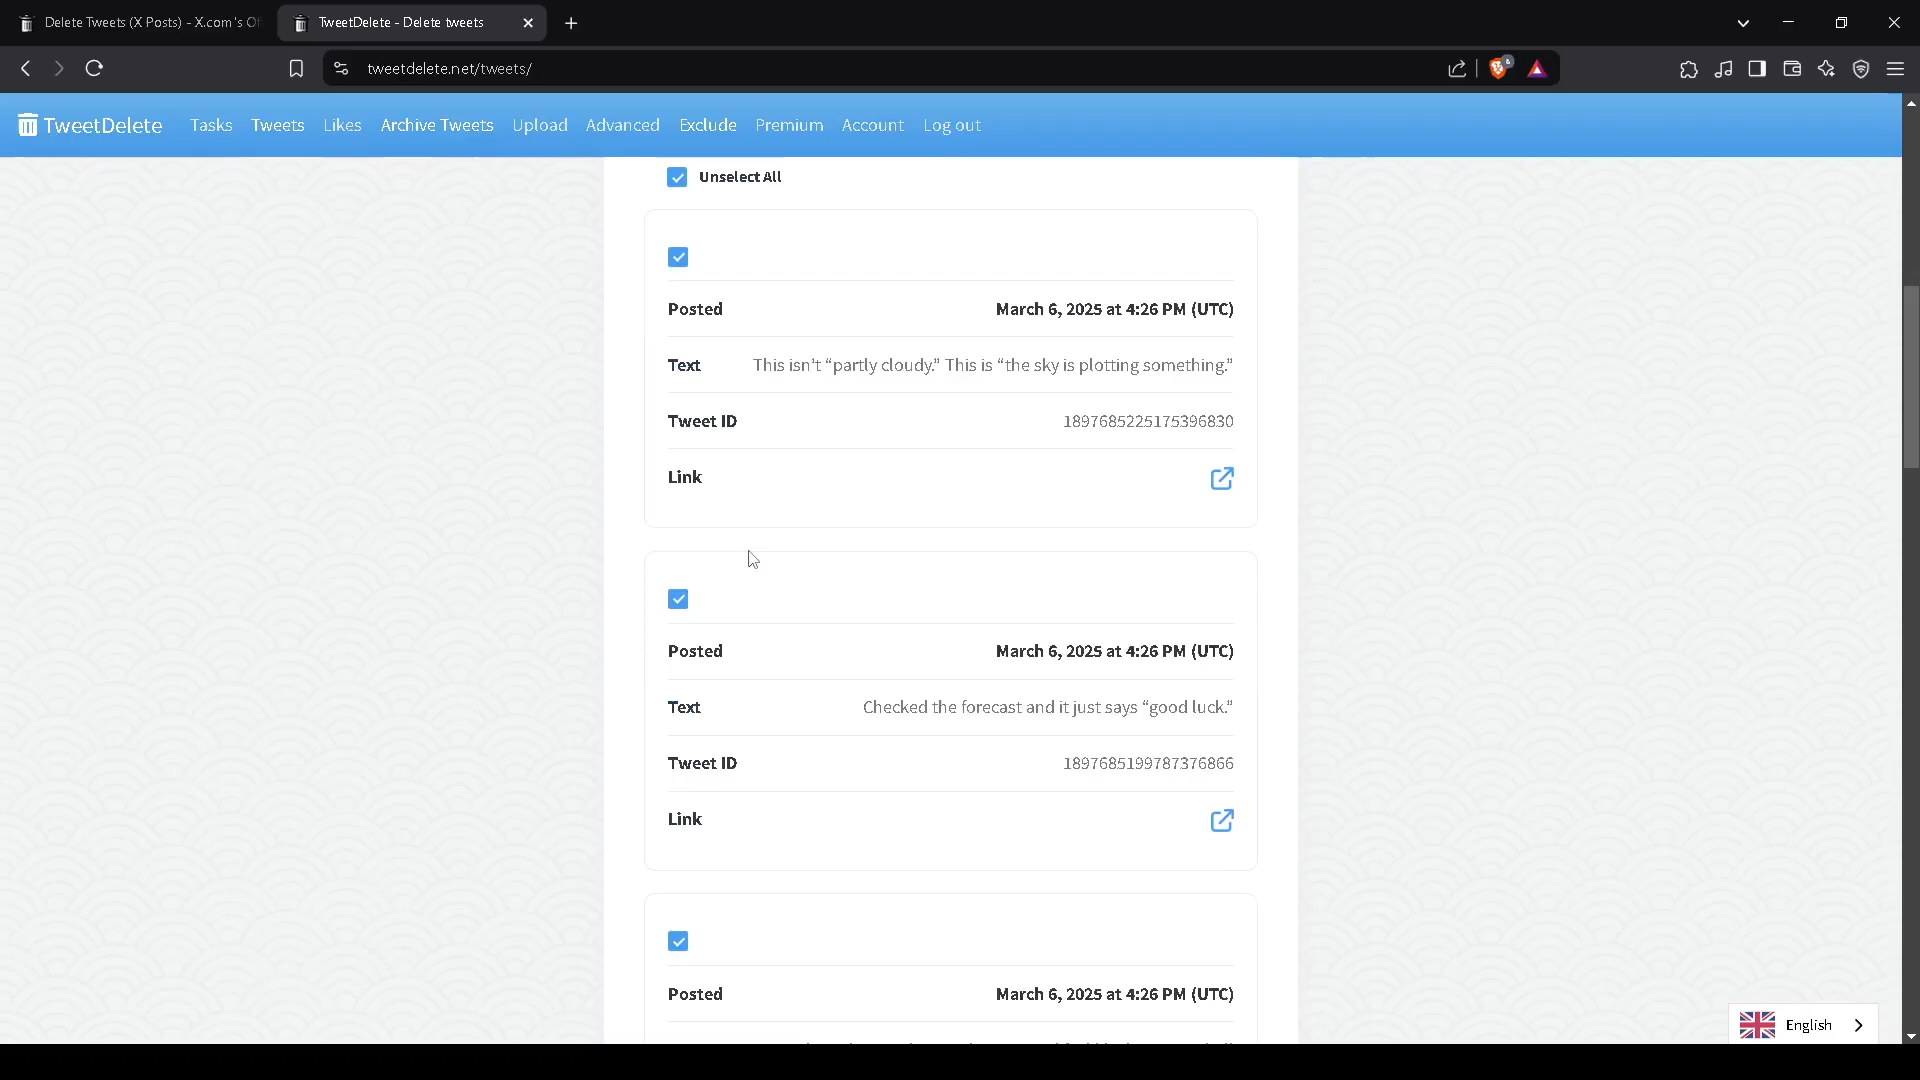 Delete Tweets (X Posts) - X.com's Of
TweetDelete - Delete tweets
tweetdelete.net/tweets/
6
TweetDelete
Tasks
Tweets
Likes
Archive Tweets
Upload
Advanced
Exclude
Premium
Account
Log out
Unselect All
Posted
March 6, 2025 at 4:26 PM (UTC)
Text
This isn’t “partly cloudy.” This is “the sky is plotting something.”
Tweet ID
1897685225175396830
Link
Posted
March 6, 2025 at 4:26 PM (UTC)
Text
Checked the forecast and it just says “good luck.”
Tweet ID
1897685199787376866
Link
Posted
March 6, 2025 at 4:26 PM (UTC)
English